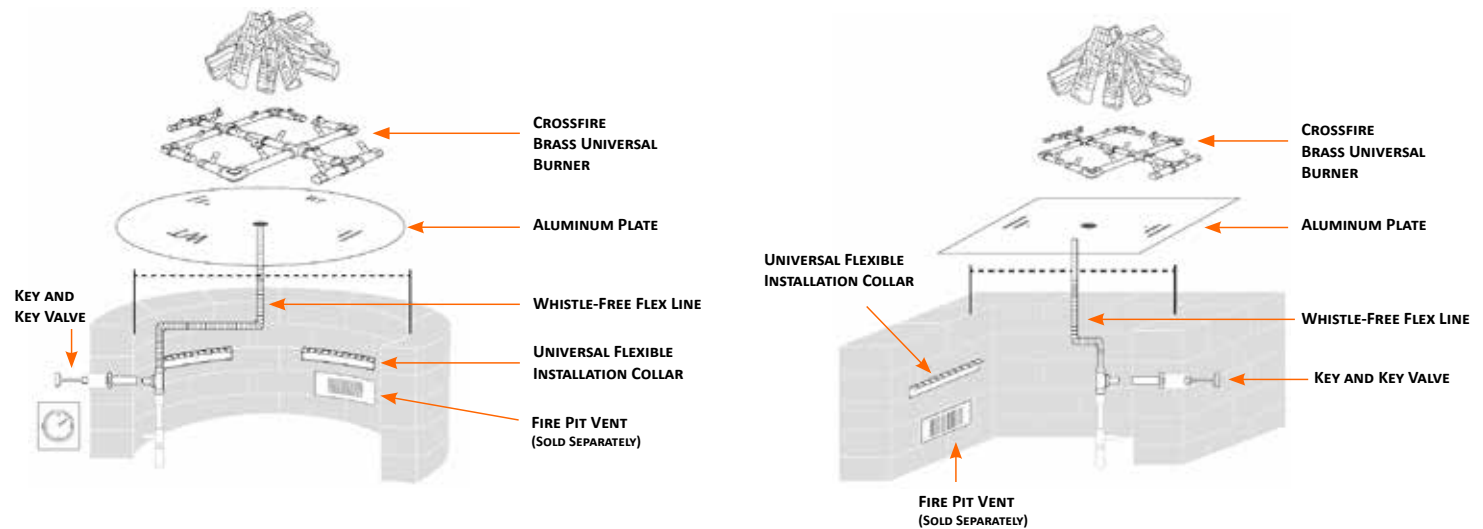 CROSSFIRE
BRASS UNIVERSAL
BURNER
ALUMINUM PLATE
KEY AND
KEY VALVE
WHISTLE-FREE FLEX LINE
UNIVERSAL FLEXIBLE
INSTALLATION COLLAR
FIRE PIT VENT
(SOLD SEPARATELY)
CROSSFIRE
BRASS UNIVERSAL
BURNER
ALUMINUM PLATE
UNIVERSAL FLEXIBLE
INSTALLATION COLLAR
WHISTLE-FREE FLEX LINE
KEY AND KEY VALVE
FIRE PIT VENT
(SOLD SEPARATELY)